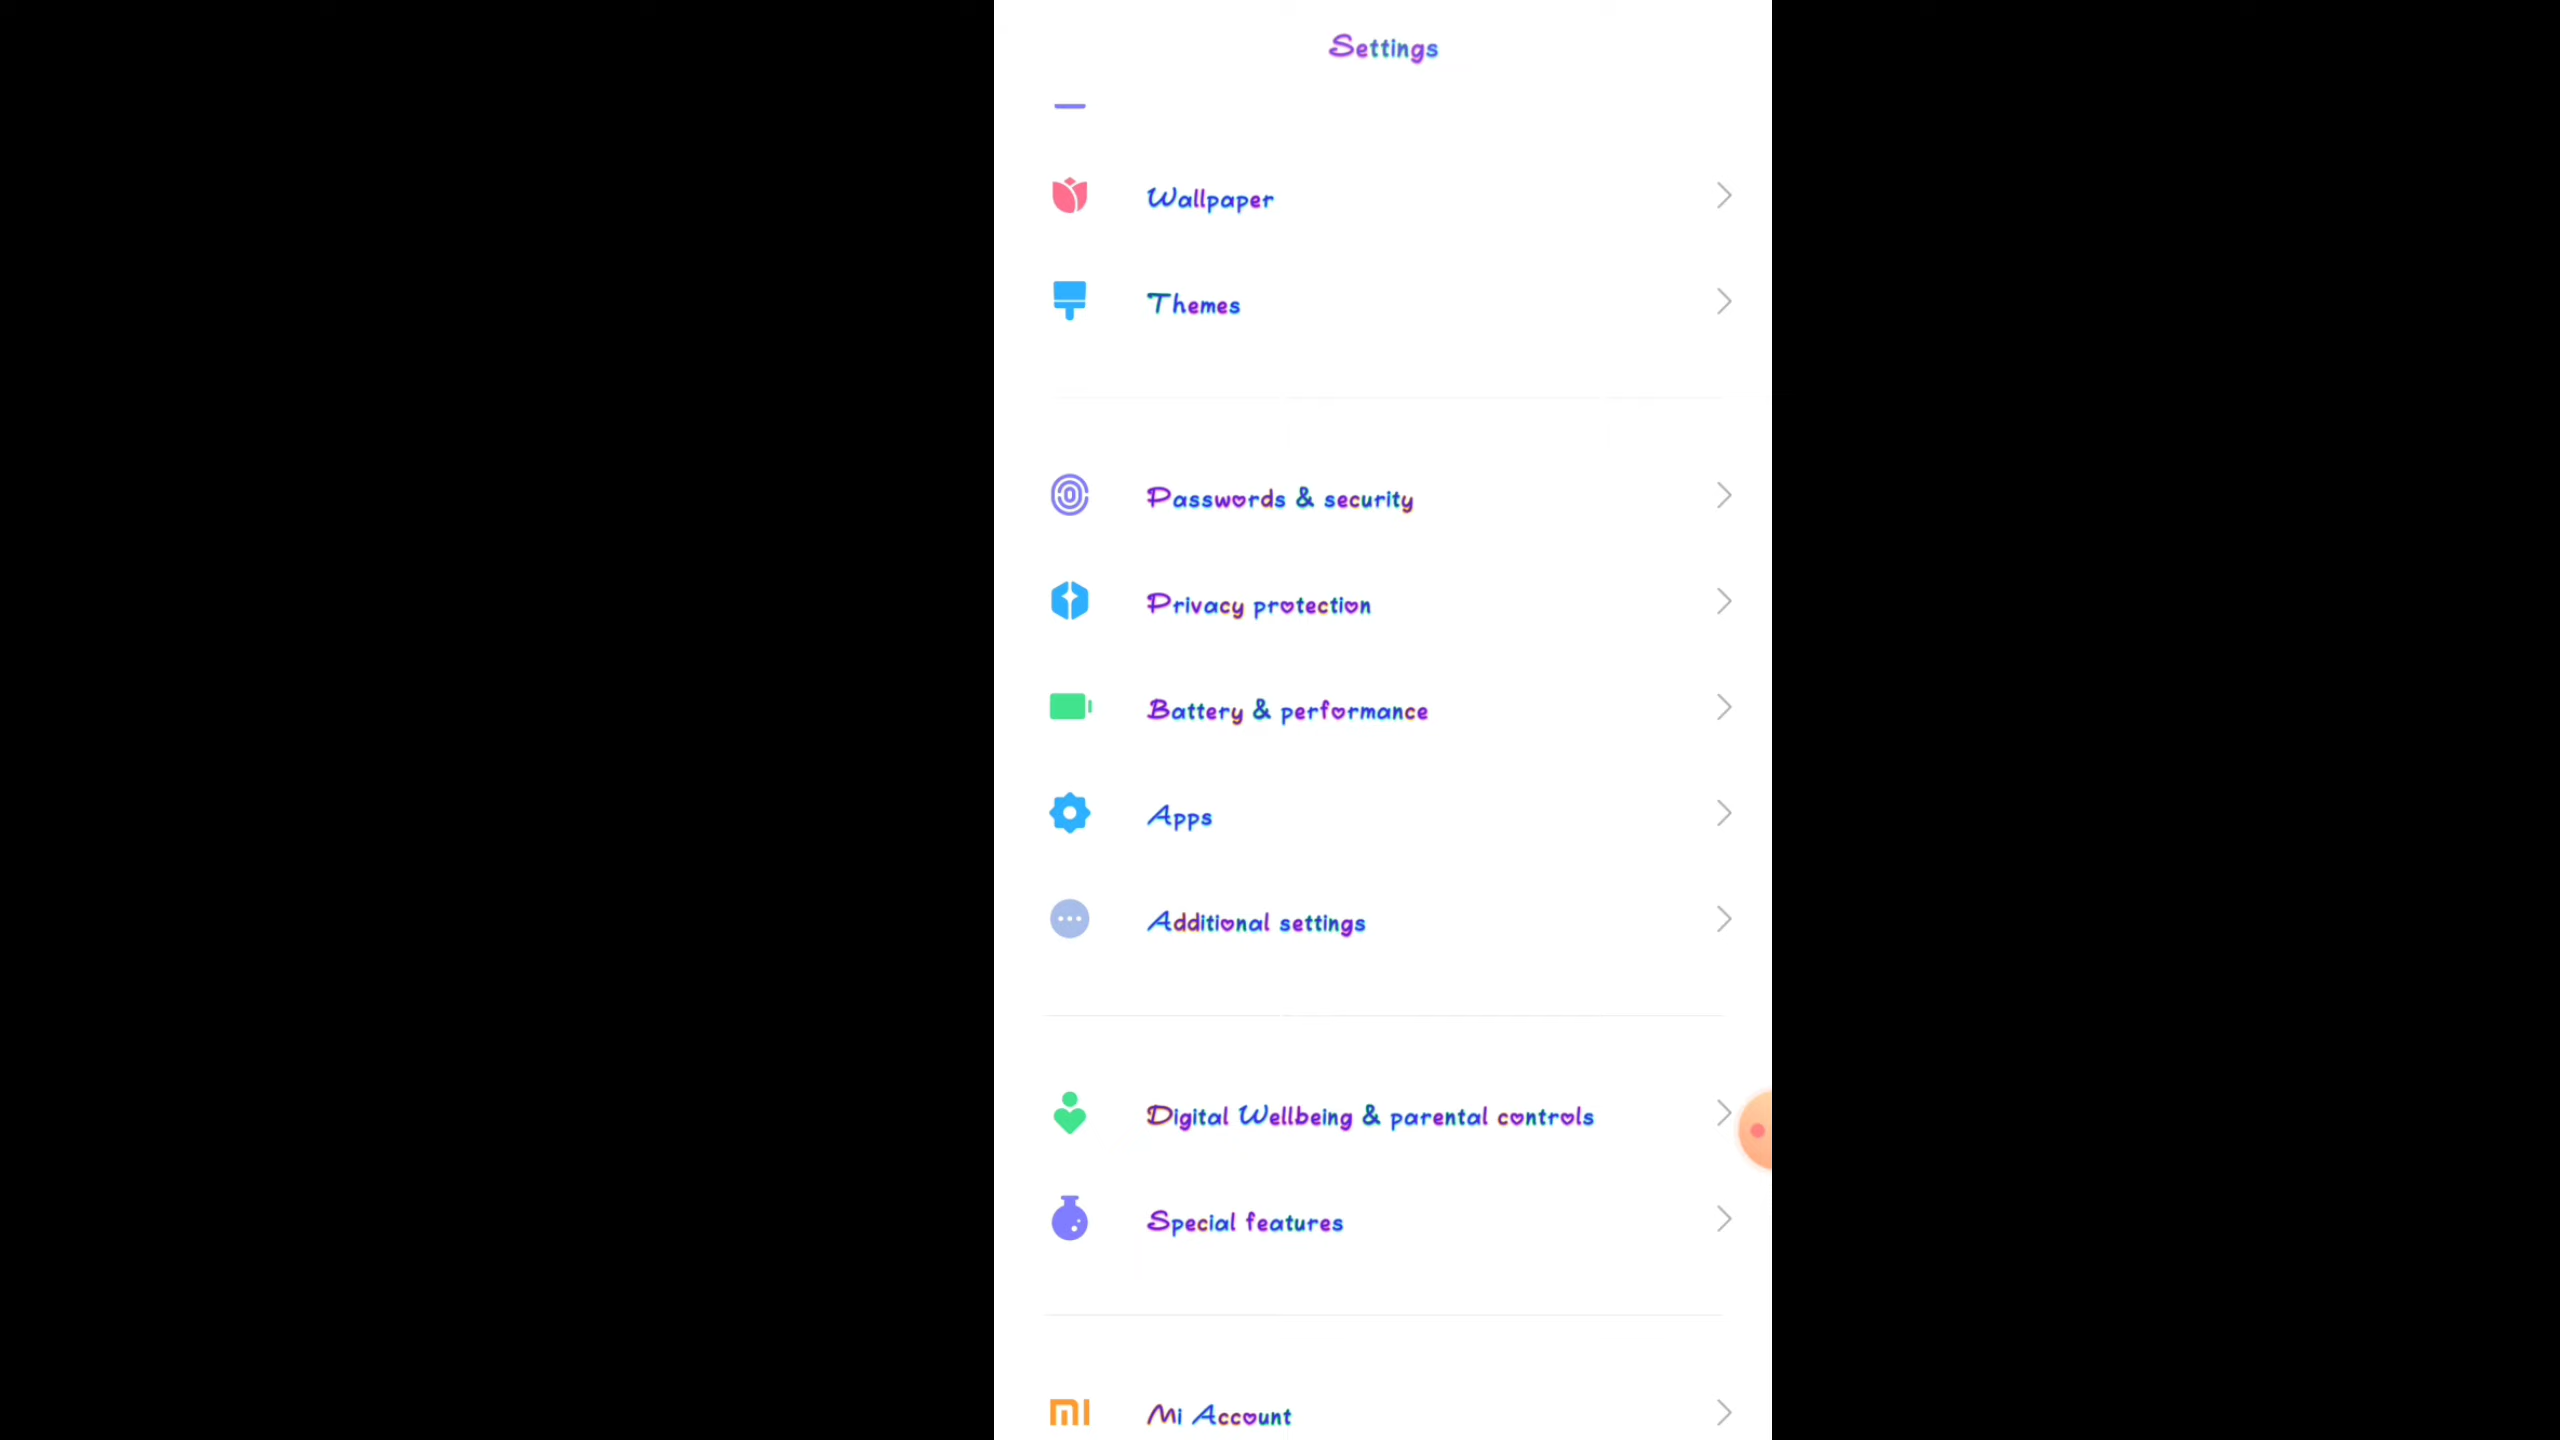 Settings
Wallpaper
Themes
Passwords & security
Privacy protection
Battery & performance
Apps
Additional settings
Digital Wellbeing & parental controls
Special features
Mi Account